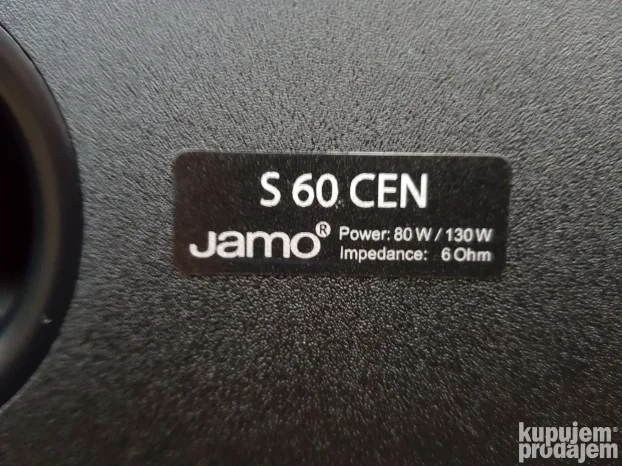 S 60 CEN
Jamo® Power: 80 W / 130 W
Impedance: 6 Ohm
kupujem
prodajem